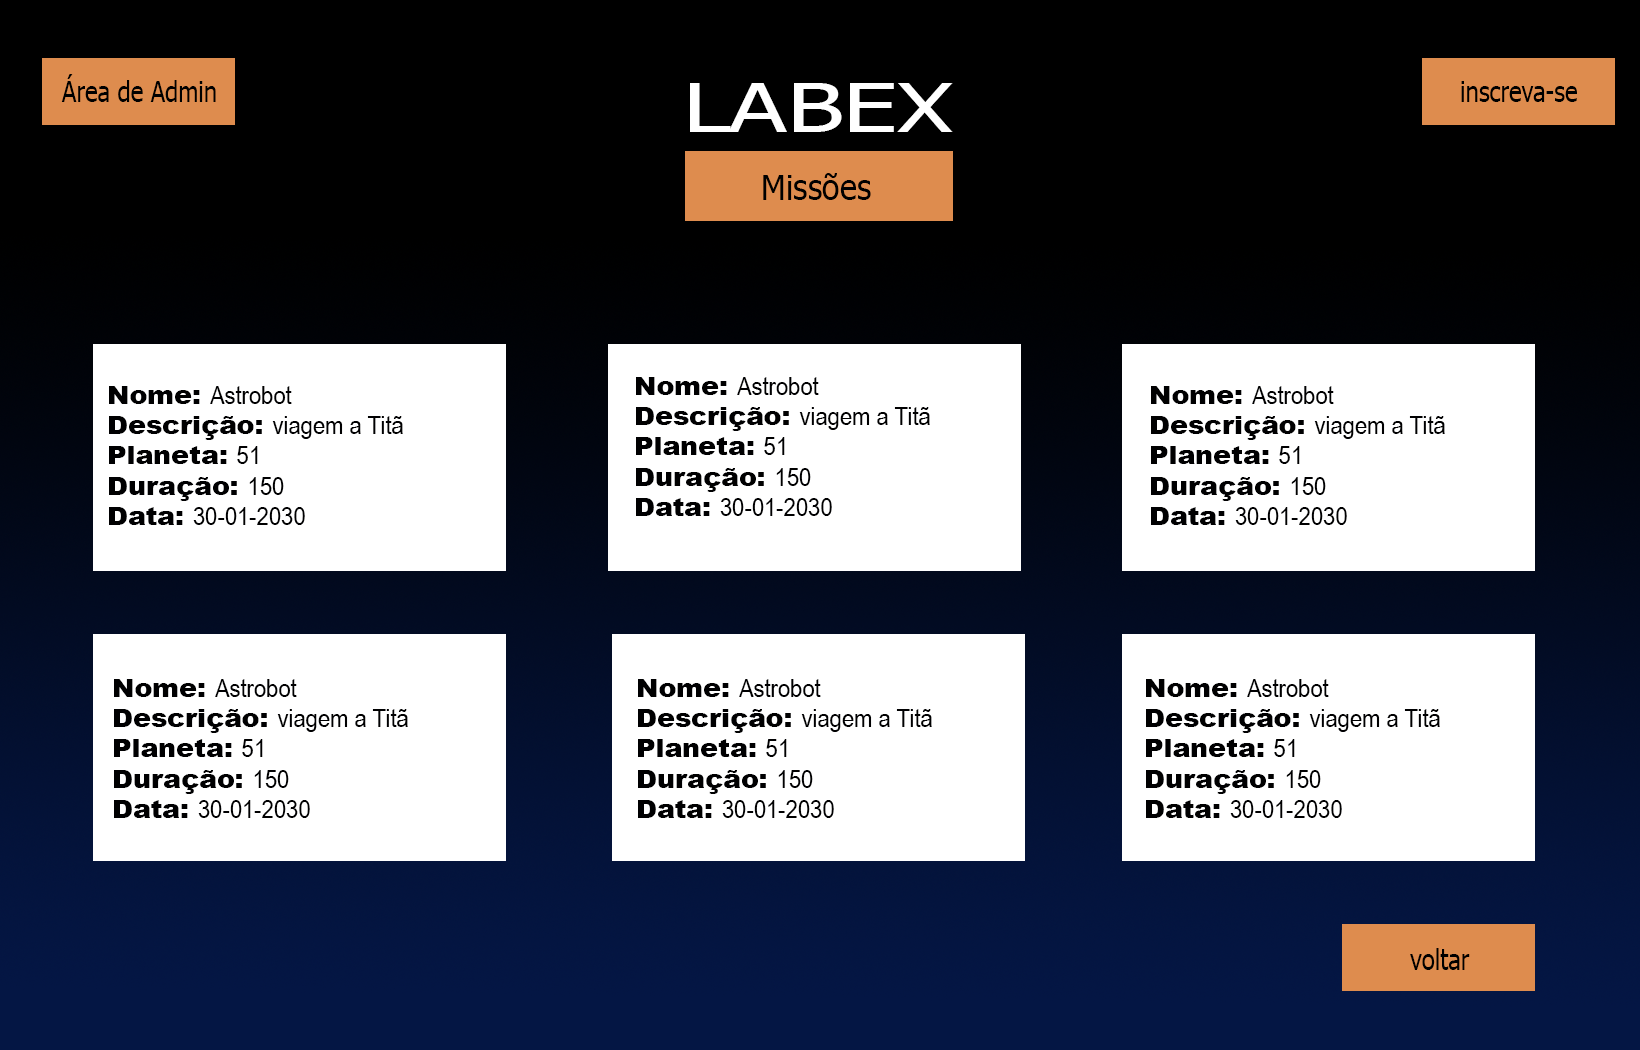 Área de Admin
LABEX
inscreva-se
Missões
Nome: Astrobot
Descrição: viagem a Titã
Planeta: 51
Duração: 150
Data: 30-01-2030
Nome: Astrobot
Descrição: viagem a Titã
Planeta: 51
Duração: 150
Data: 30-01-2030
Nome: Astrobot
Descrição: viagem a Titã
Planeta: 51
Duração: 150
Data: 30-01-2030
Nome: Astrobot
Descrição: viagem a Titã
Planeta: 51
Duração: 150
Data: 30-01-2030
Nome: Astrobot
Descrição: viagem a Titã
Planeta: 51
Duração: 150
Data: 30-01-2030
Nome: Astrobot
Descrição: viagem a Titã
Planeta: 51
Duração: 150
Data: 30-01-2030
voltar